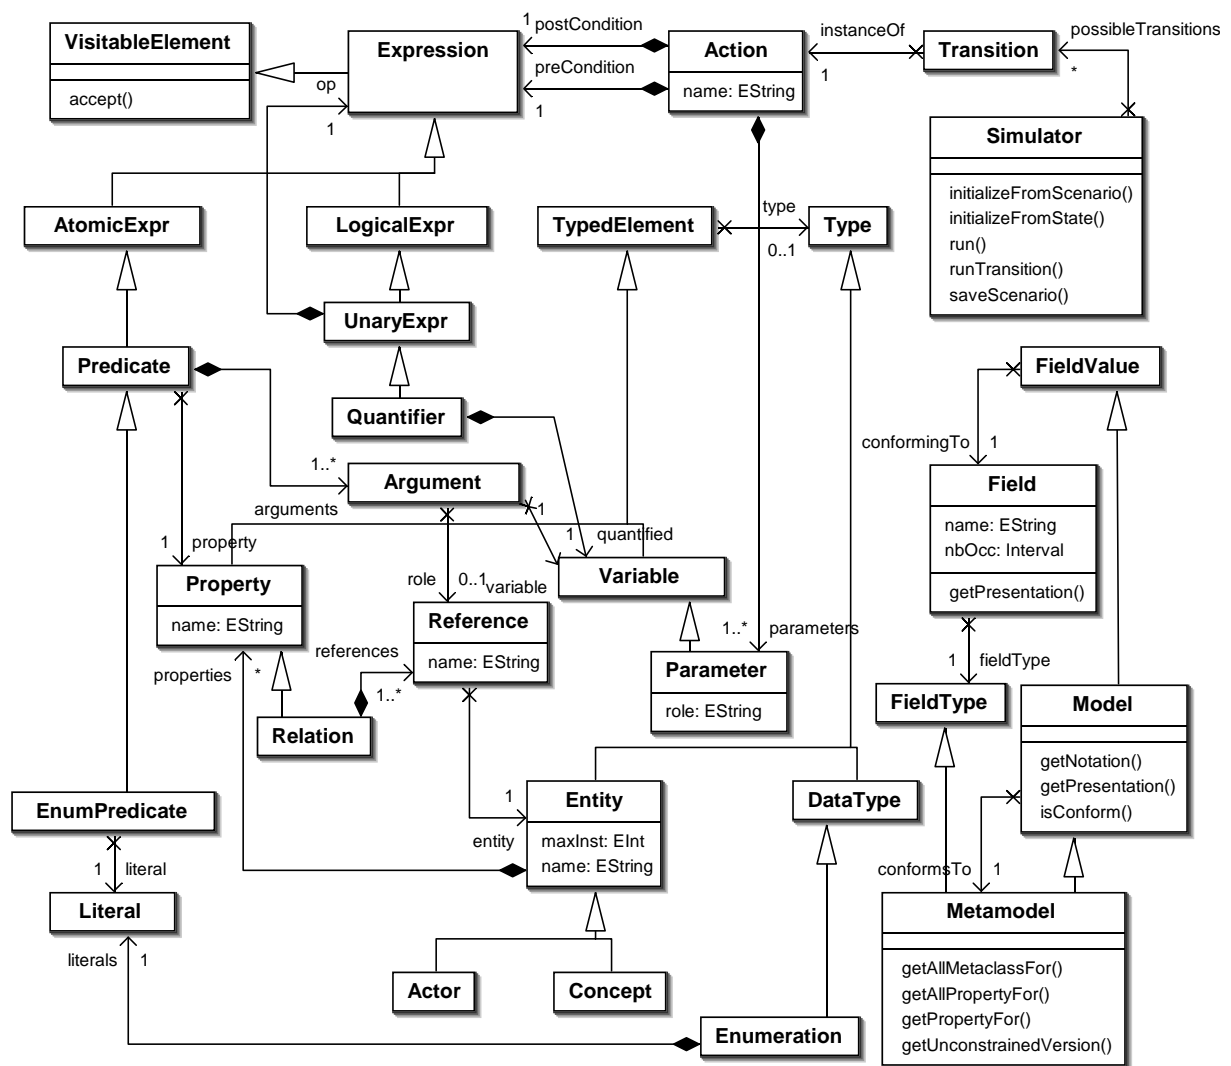 1 postCondition
VisitableElement
Expression
Action
instanceOf
Transition
possibleTransitions
accept()
op
1
preCondition
1
name: EString
1
*
Simulator
initializeFromScenario()
initializeFromState()
run()
runTransition()
saveScenario()
AtomicExpr
LogicalExpr
TypedElement
type
0..1
Type
UnaryExpr
Predicate
Quantifier
FieldValue
conformingTo 1
1..*
arguments
Argument
1
Field
name: EString
nbOcc: Interval
getPresentation()
1 property
1 quantified
Property
name: EString
Variable
role 0..1 variable
Reference
name: EString
references
1..*
properties *
1..* parameters
Parameter
role: EString
1 fieldType
FieldType
Model
getNotation()
getPresentation()
isConform()
Relation
EnumPredicate
1
entity
Entity
maxInst: EInt
name: EString
DataType
1 literal
Literal
literals 1
conformsTo 1
Metamodel
getAllMetaclassFor()
getAllPropertyFor()
getPropertyFor()
getUnconstrainedVersion()
Actor
Concept
Enumeration